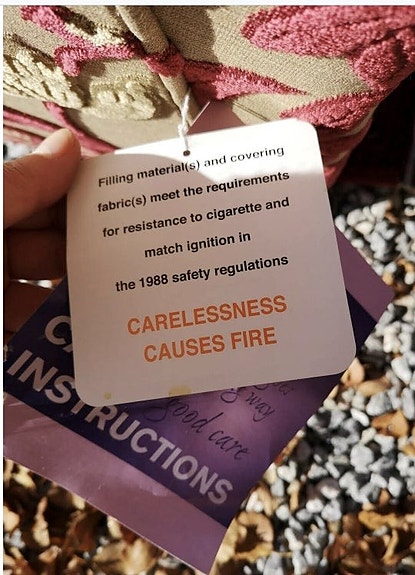 Filling material(s) and covering
fabric(s) meet the requirements
for resistance to cigarette and
match ignition in
the 1988 safety regulations
CARELESSNESS
CAUSES FIRE
INSTRUCTIONS
way
good care